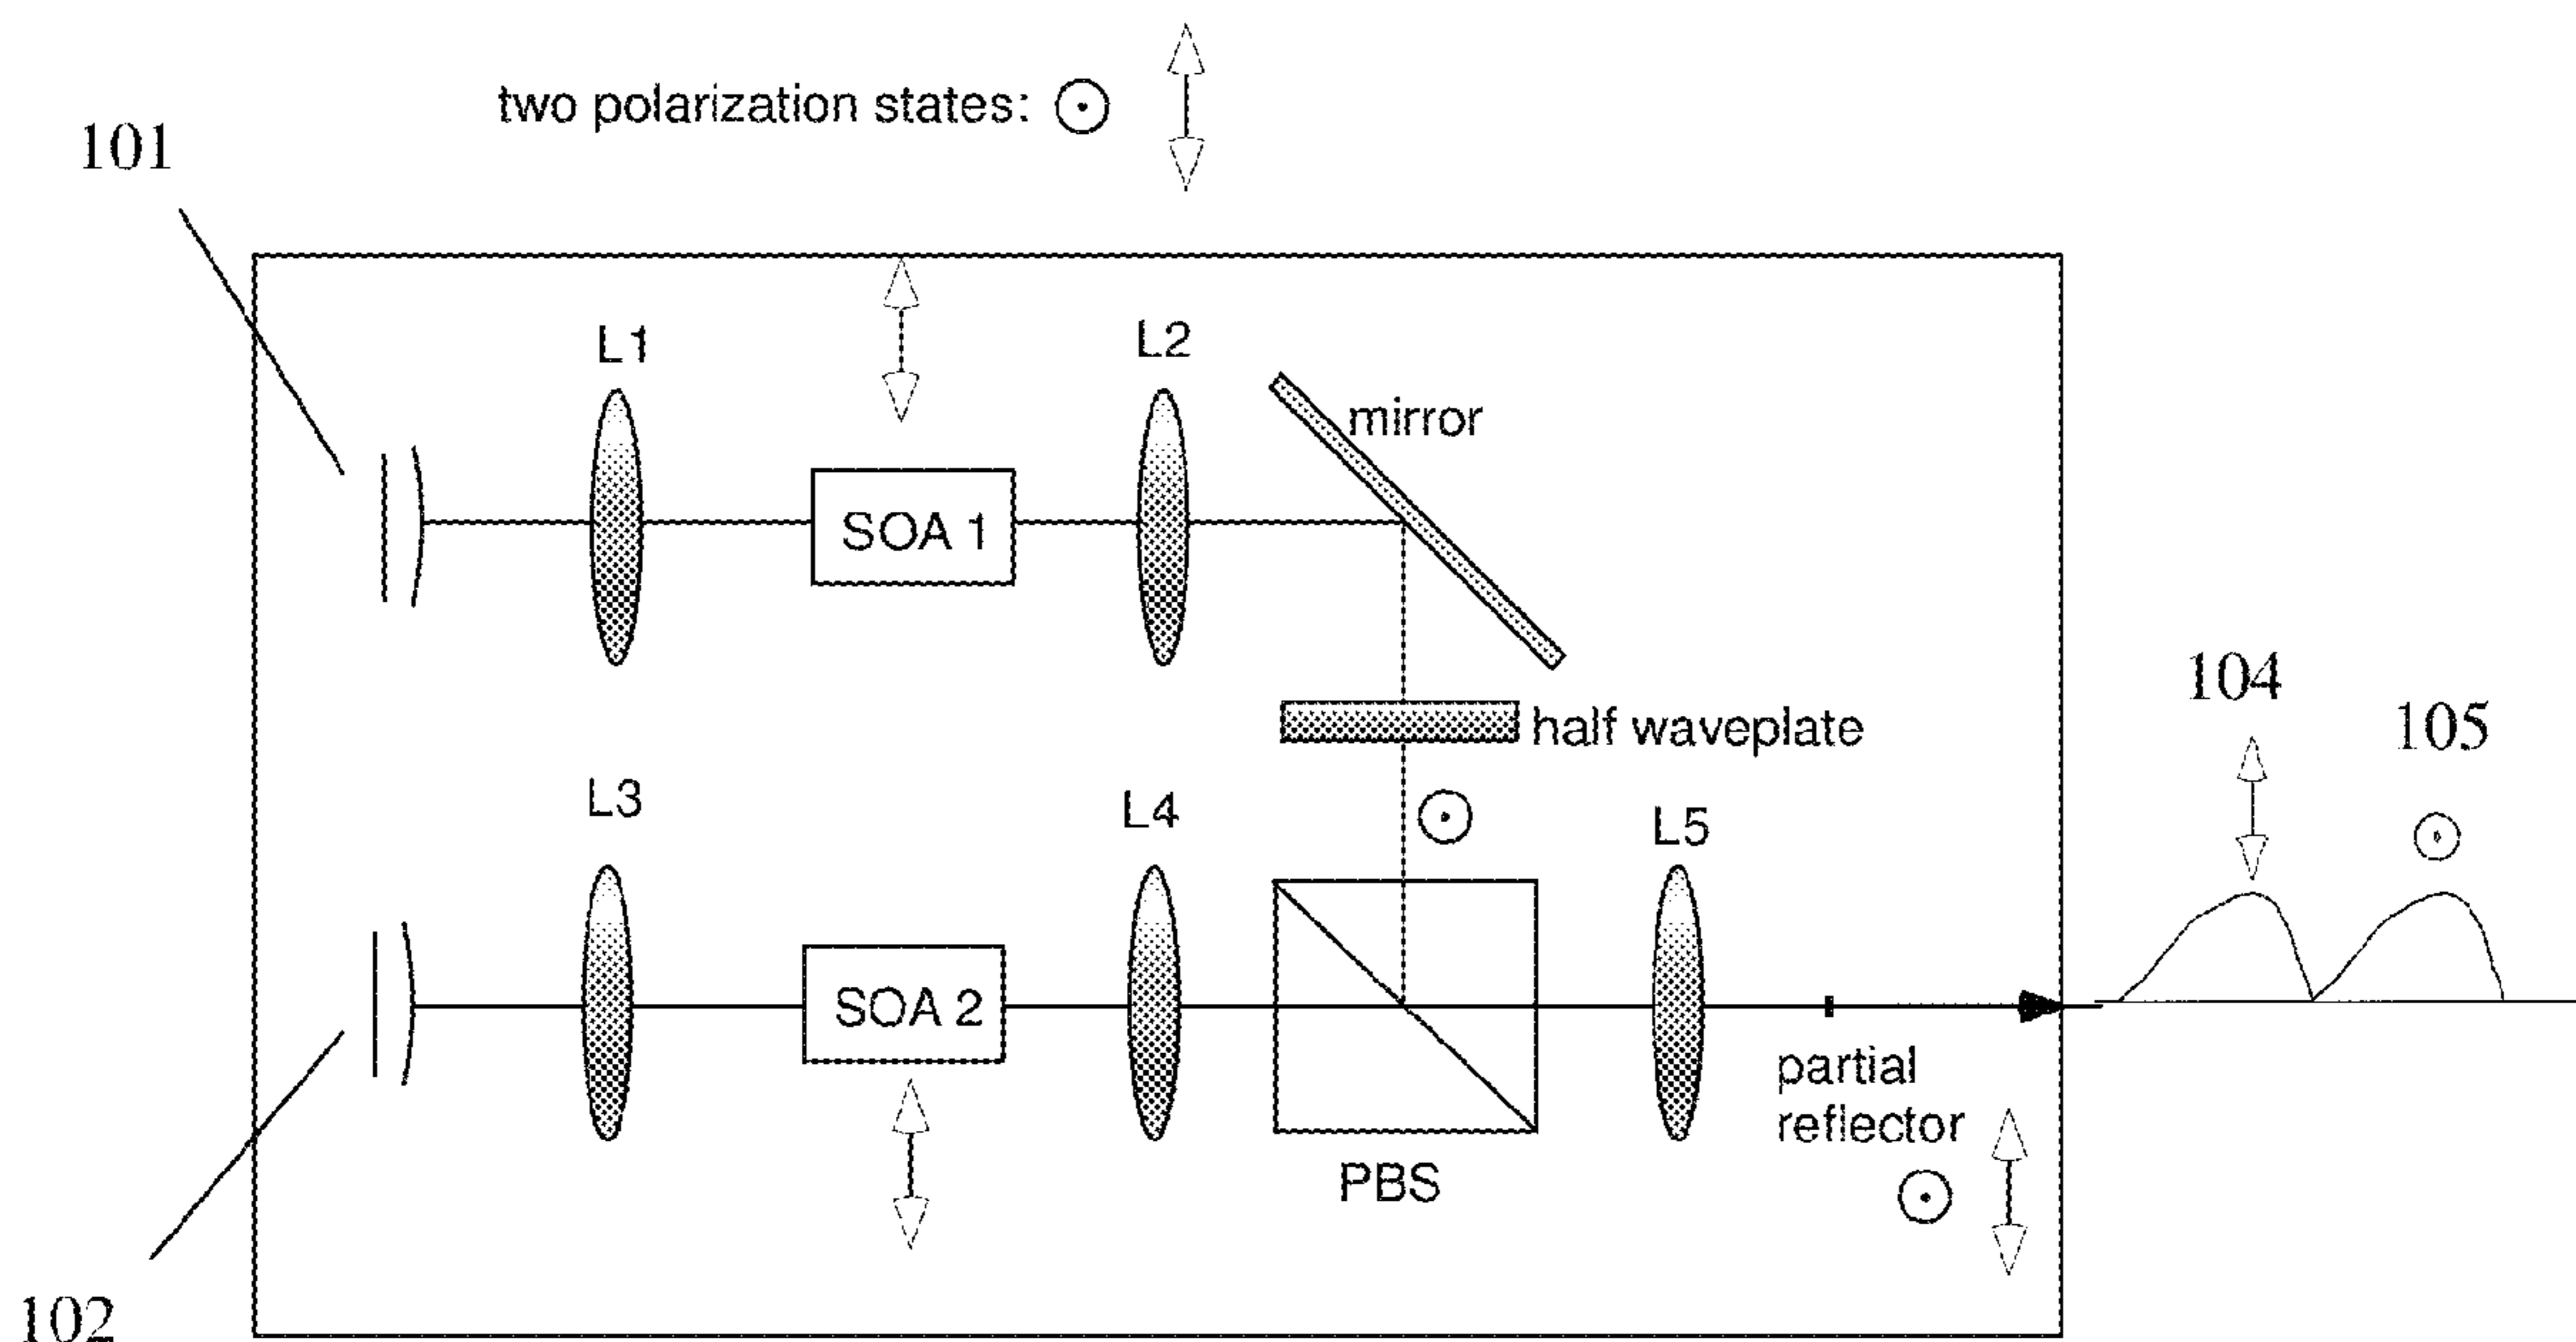 two polarization states:
101
L1
L2
mirror
SOA 1
104
half waveplate
105
L3
L4
L5
SOA 2
partial
reflector
PBS
102